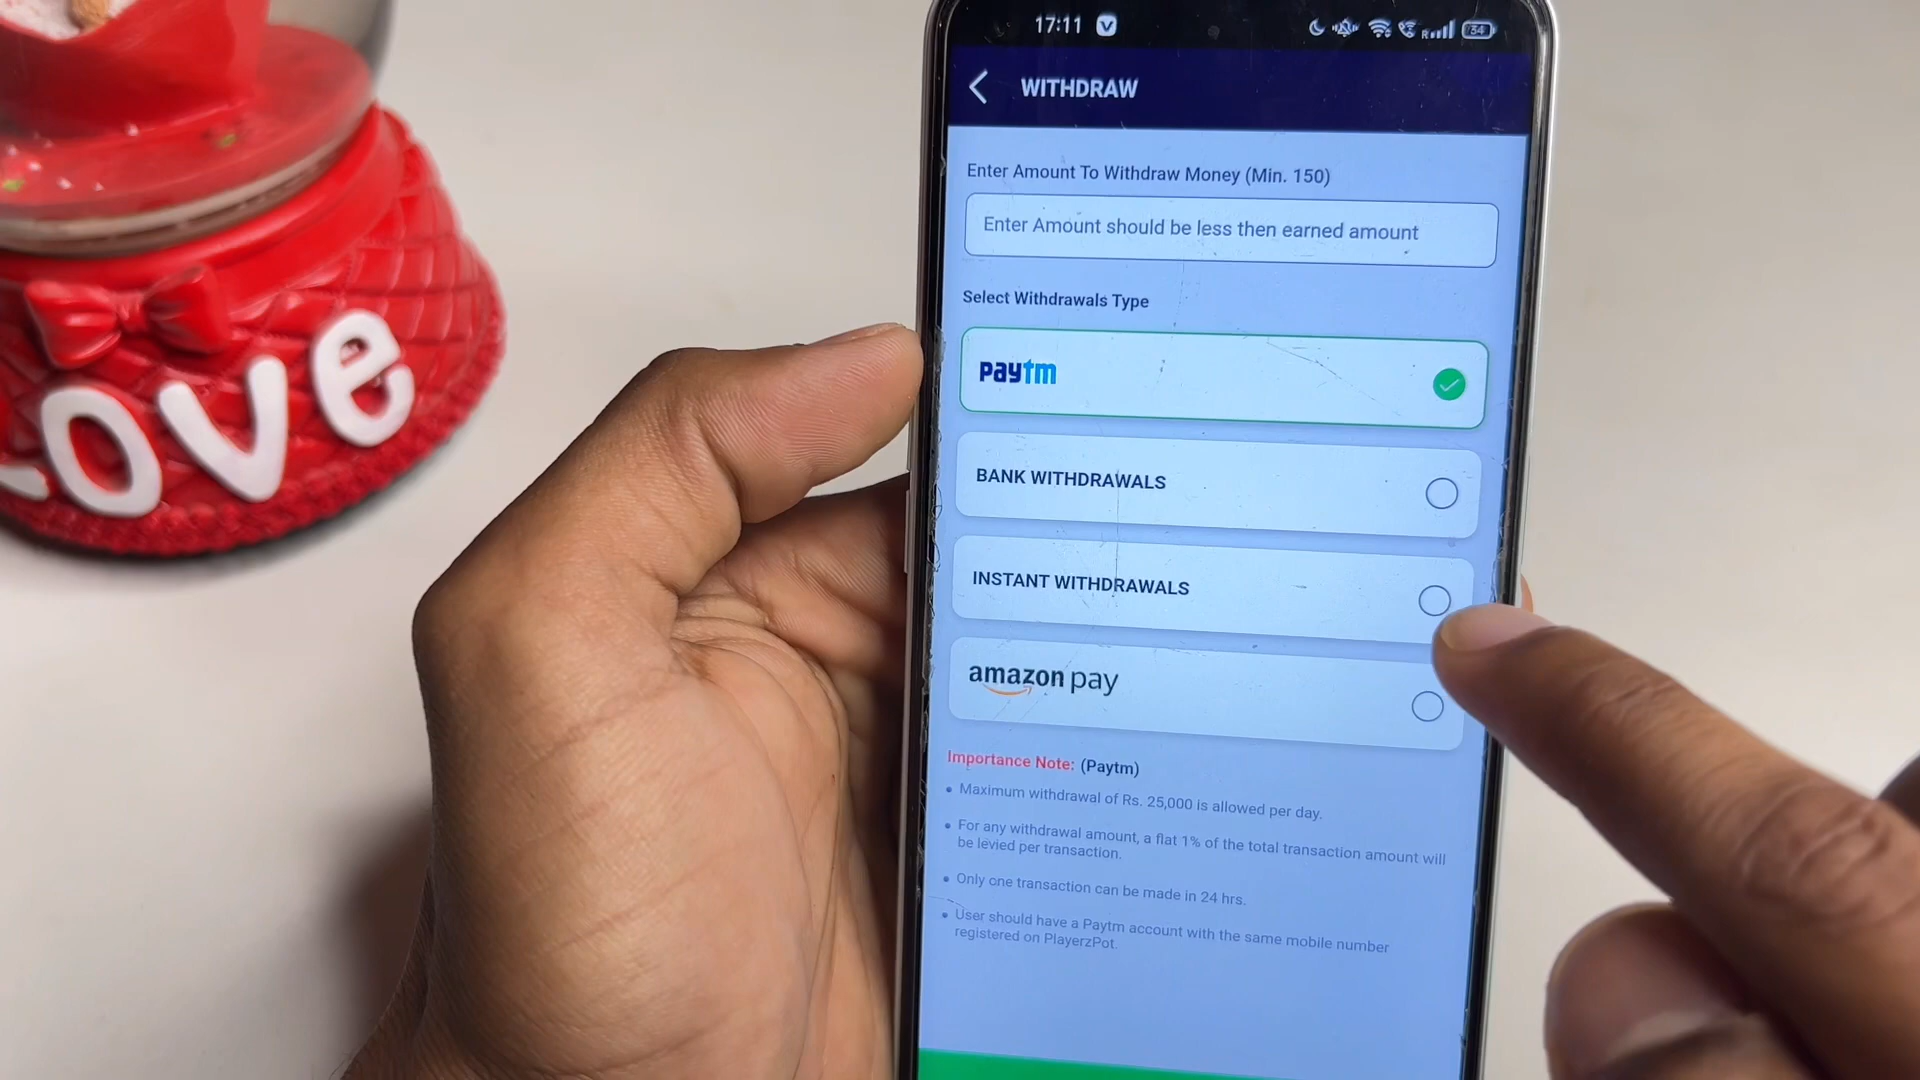 Love
17:11
R
54
WITHDRAW
Enter Amount To Withdraw Money (Min. 150)
Enter Amount should be less then earned amount
Select Withdrawals Type
paytm
BANK WITHDRAWALS
INSTANT WITHDRAWALS
amazon pay
Importance Note: (Paytm)
• Maximum withdrawal of Rs. 25,000 is allowed per day.
• For any withdrawal amount, a flat 1% of the total transaction amount will
be levied per transaction.
• Only one transaction can be made in 24 hrs.
• User should have a Paytm account with the same mobile number
registered on PlayerzPot.